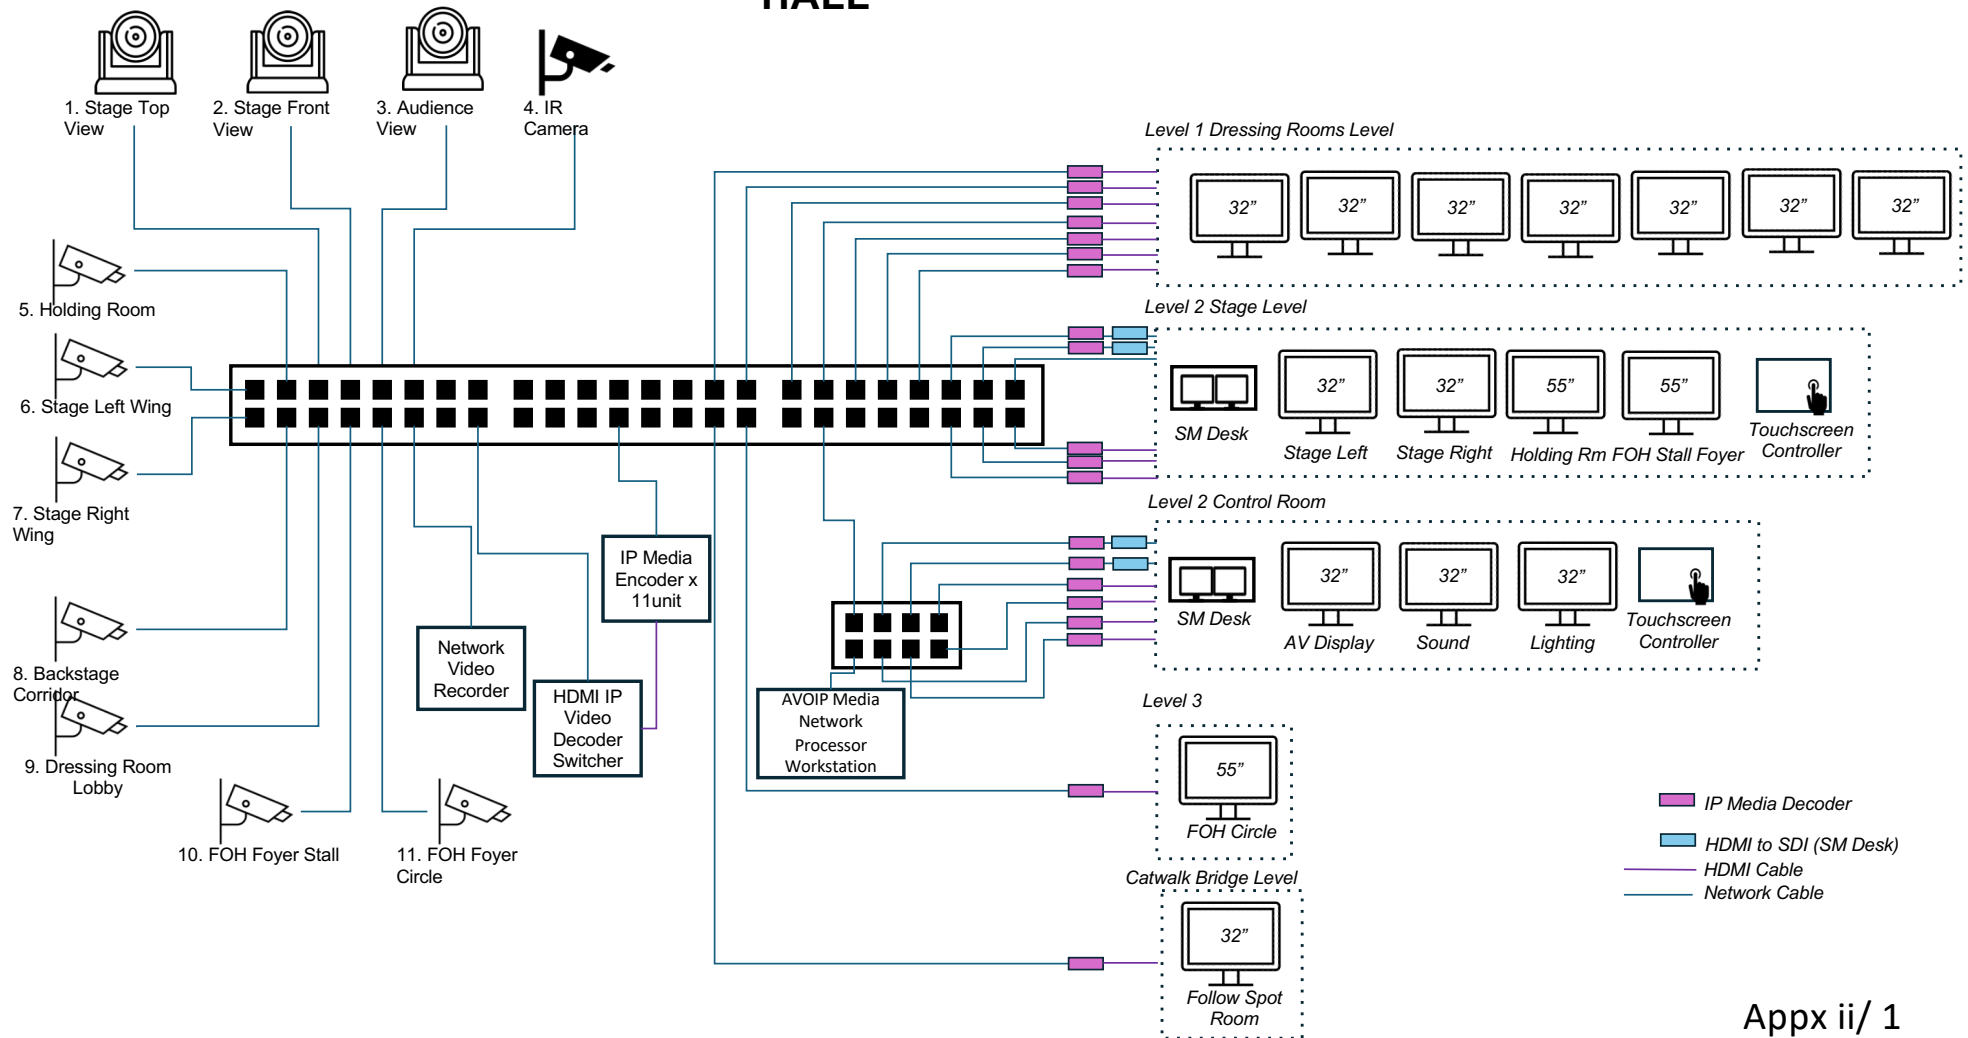 HALL
1. Stage Top
View
2. Stage Front
View
3. Audience
View
4. IR
Camera
5. Holding Room
6. Stage Left Wing
7. Stage Right
Wing
8. Backstage
Corridor
9. Dressing Room
Lobby
10. FOH Foyer Stall
11. FOH Foyer
Circle
Network
Video
Recorder
HDMI IP
Video
Decoder
Switcher
IP Media
Encoder x
11unit
AVOIP Media
Network
Processor
Workstation
Level 1 Dressing Rooms Level
32”
32”
32”
32”
32”
32”
32”
Level 2 Stage Level
SM Desk
32”
Stage Left
32”
Stage Right
55”
Holding Rm
55”
FOH Stall Foyer
Touchscreen
Controller
Level 2 Control Room
SM Desk
32”
AV Display
32”
Sound
32”
Lighting
Touchscreen
Controller
Level 3
55”
FOH Circle
Catwalk Bridge Level
32”
Follow Spot
Room
IP Media Decoder
HDMI to SDI (SM Desk)
HDMI Cable
Network Cable
Appx ii/ 1